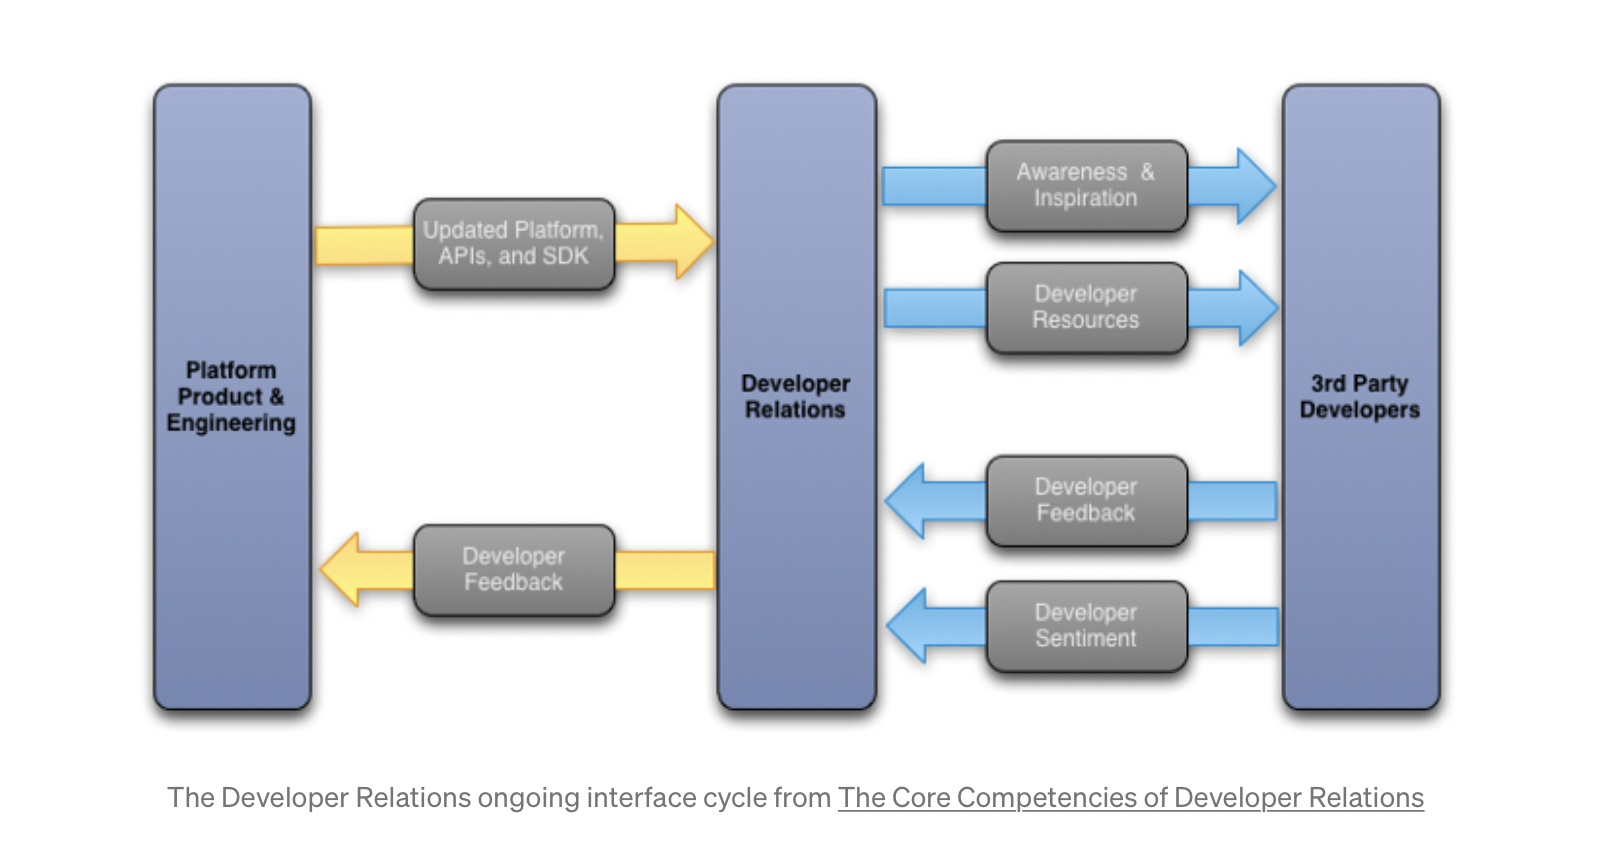 Platform
Product &
Engineering
Updated Platform,
APIs, and SDK
Developer
Feedback
Developer
Relations
Awareness &
Inspiration
Developer
Resources
Developer
Feedback
Developer
Sentiment
3rd Party
Developers
The Developer Relations ongoing interface cycle from The Core Competencies of Developer Relations